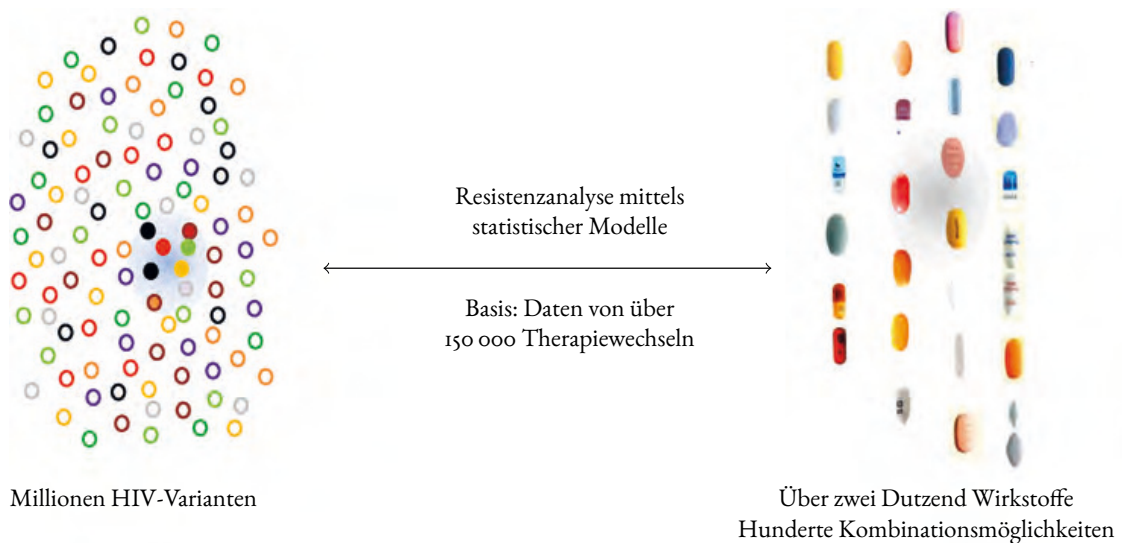 Resistenzanalyse mittels
statistischer Modelle
Basis: Daten von über
150 000 Therapiewechseln
Millionen HIV-Varianten
Über zwei Dutzend Wirkstoffe
Hunderte Kombinationsmöglichkeiten